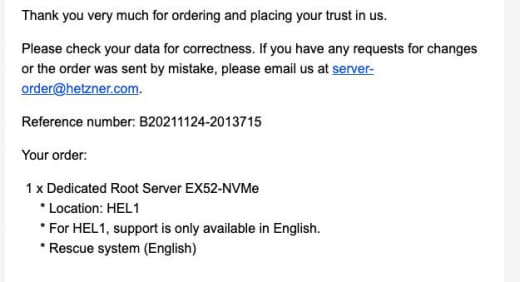 Thank you very much for ordering and placing your trust in us.
Please check your data for correctness. If you have any requests for changes
or the order was sent by mistake, please email us at server-
order@hetzner.com.
Reference number: B20211124-2013715
Your order:
1 x Dedicated Root Server EX52-NVMe
* Location: HEL1
* For HEL1, support is only available in English.
* Rescue system (English)